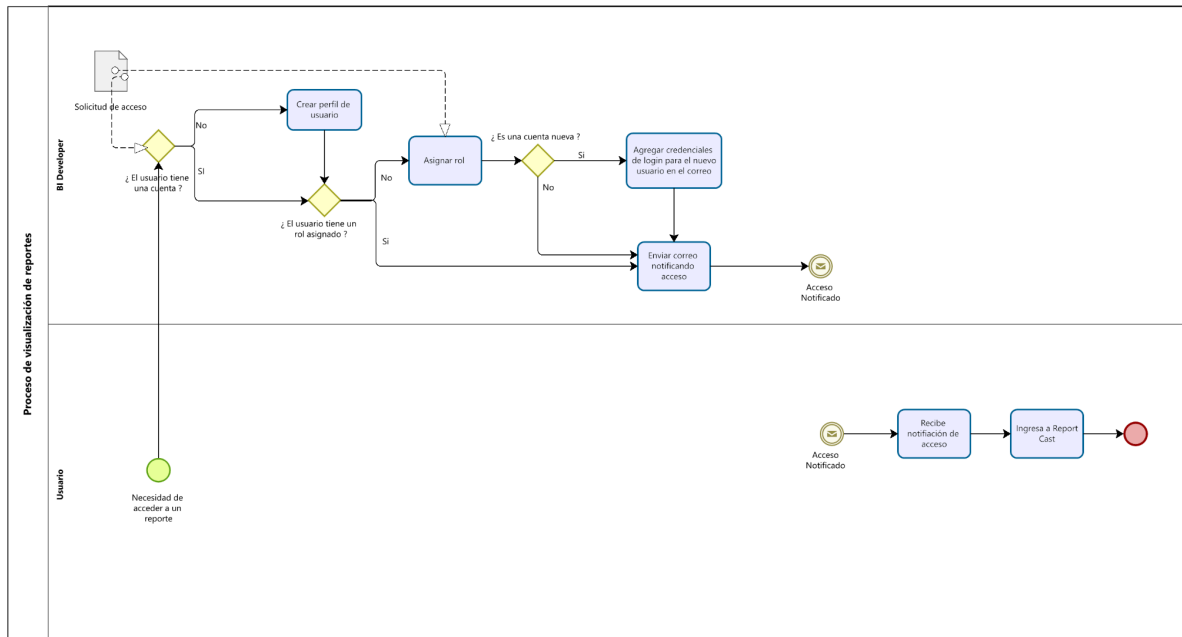 Proceso de visualización de reportes
BI Developer
Solicitud de acceso
¿ El usuario tiene
una cuenta ?
No
SI
Crear perfil de
usuario
¿ El usuario tiene un
rol asignado ?
No
Si
Asignar rol
¿ Es una cuenta nueva ?
Si
No
Agregar credenciales
de login para el nuevo
usuario en el correo
Enviar correo
notificando
acceso
Acceso
Notificado
Usuario
Necesidad de
acceder a un
reporte
Acceso
Notificado
Recibe
notifiación de
acceso
Ingresa a Report
Cast